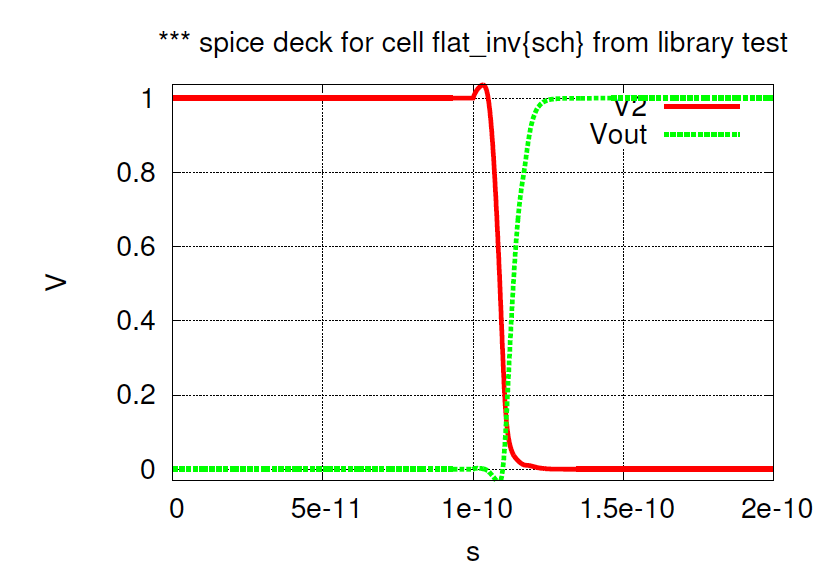 *** spice deck for cell flat_inv{sch} from library test
1
V2
Vout
0.8
0.6
V
0.4
0.2
0
0 5e-11 1e-10 1.5e-10 2e-10
s